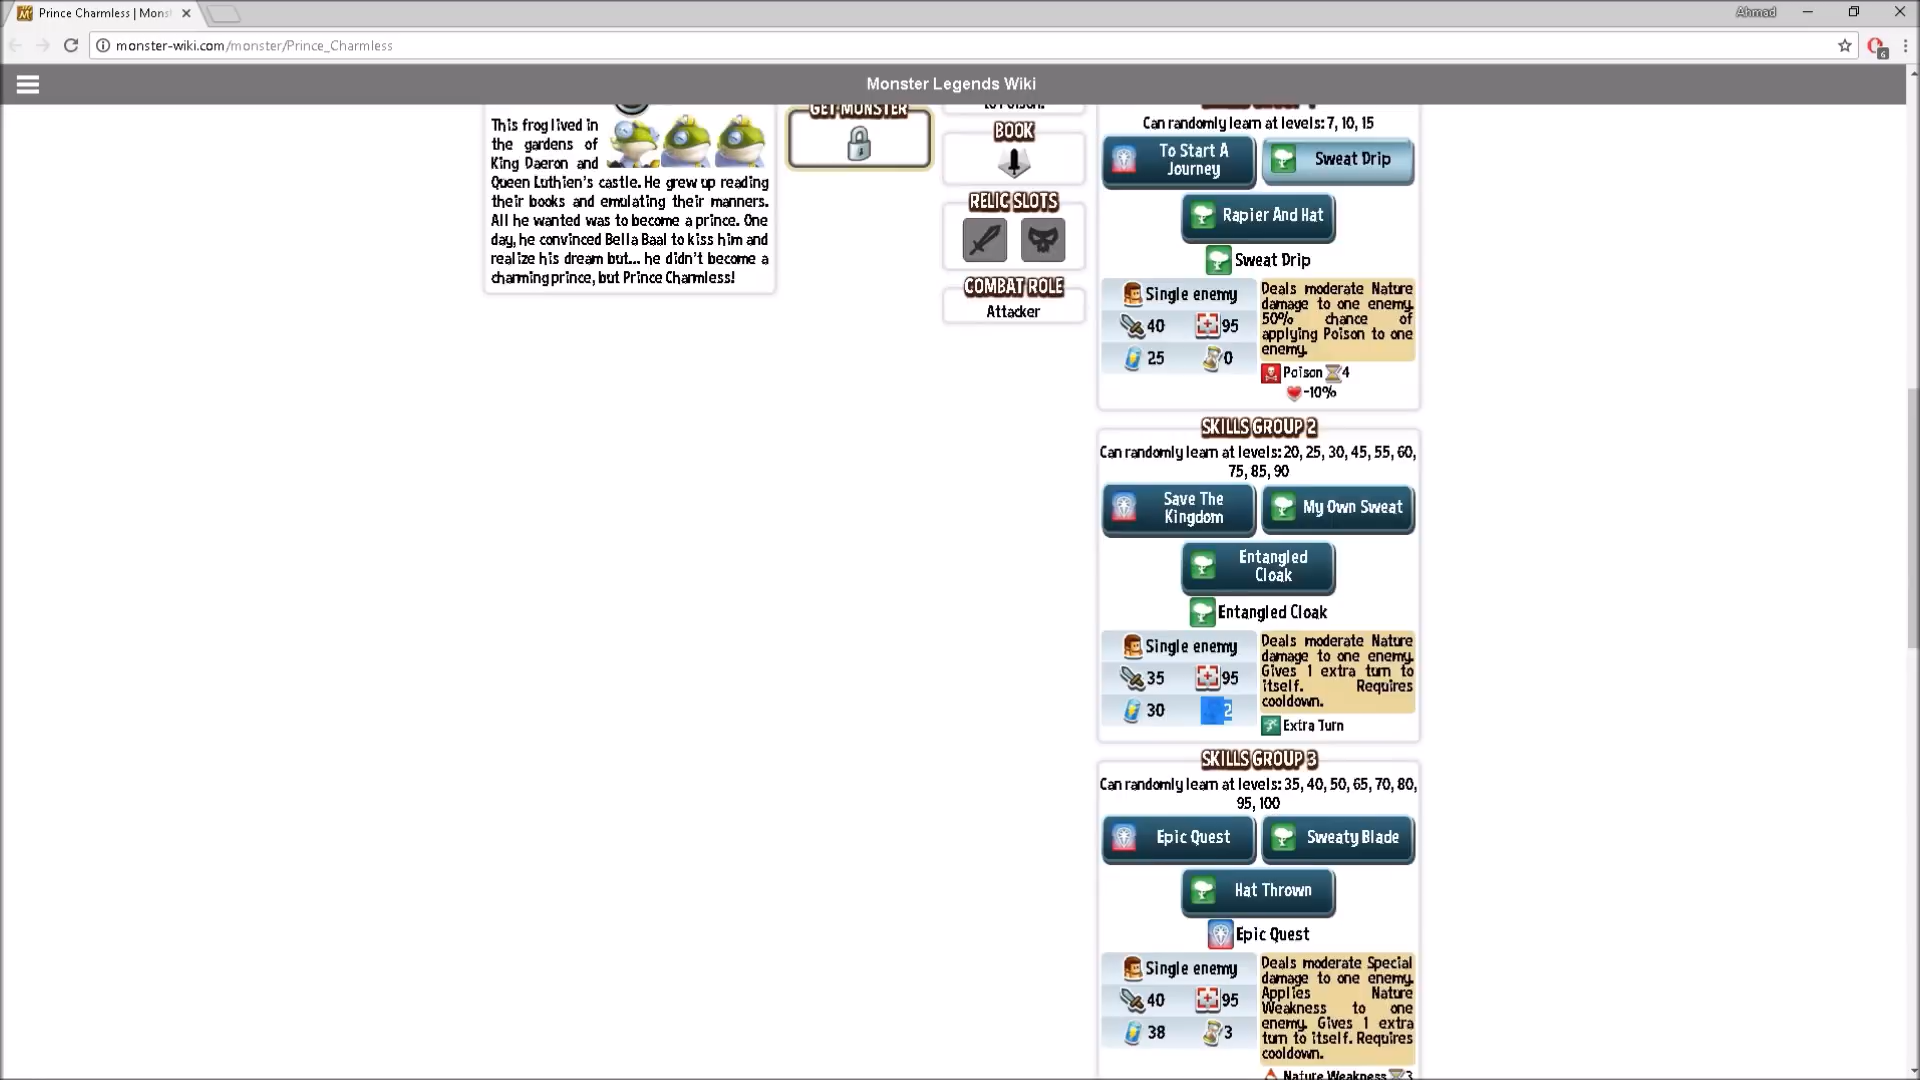 Prince Charmless | Mons
Ahmad
monster-wiki.com/monster/Prince_Charmless
6
Monster Legends Wiki
This frog lived in
the gardens of
King Daeron and
Queen Luthien's castle. He grew up reading
their books and emulating their manners.
All he wanted was to become a prince. One
day, he convinced Bella Baal to kiss him and
realize his dream but... he didn't become a
charming prince, but Prince Charmless!
GET MONSTER
to Poison.
BOOK
RELIC SLOTS
COMBAT ROLE
Attacker
Can randomly learn at levels: 7, 10, 15
To Start A
Journey
Sweat Drip
Rapier And Hat
Sweat Drip
Single enemy
40 95
25 0
Deals moderate Nature
damage to one enemy.
50% chance of
applying Poison to one
enemy.
Poison 4
-10%
SKILLS GROUP 2
Can randomly learn at levels: 20, 25, 30, 45, 55, 60,
75, 85, 90
Save The
Kingdom
My Own Sweat
Entangled
Cloak
Entangled Cloak
Single enemy
35 95
30 2
Deals moderate Nature
damage to one enemy.
Gives 1 extra turn to
itself. Requires
cooldown.
Extra Turn
SKILLS GROUP 3
Can randomly learn at levels: 35, 40, 50, 65, 70, 80,
95, 100
Epic Quest
Sweaty Blade
Hat Thrown
Epic Quest
Single enemy
40 95
38 3
Deals moderate Special
damage to one enemy.
Applies Nature
Weakness to one
enemy. Gives 1 extra
turn to itself. Requires
cooldown.
Nature Weakness 3